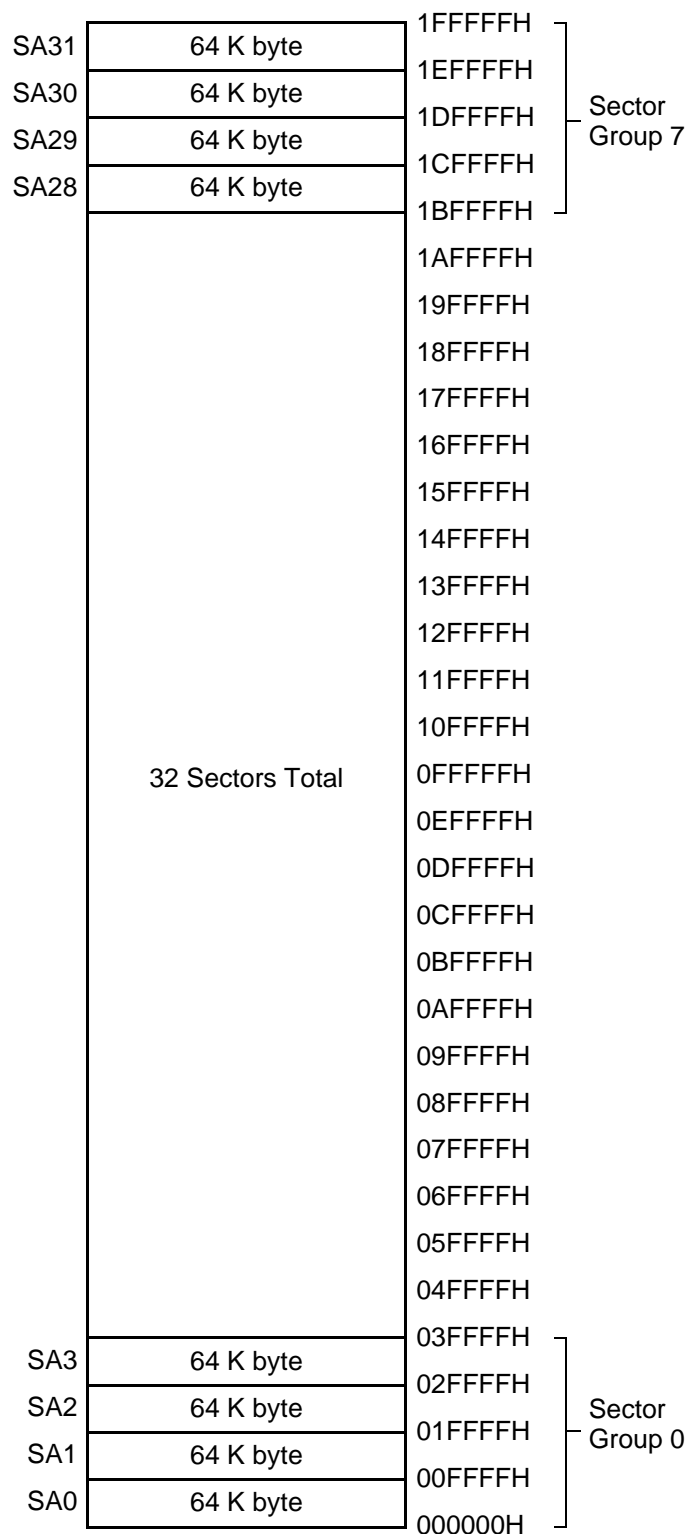 1FFFFFH
SA31 64 K byte
1EFFFFH
SA30 64 K byte
1DFFFFH
Sector
Group 7
SA29 64 K byte
1CFFFFH
SA28 64 K byte
1BFFFFH
1AFFFFH
19FFFFH
18FFFFH
17FFFFH
16FFFFH
15FFFFH
14FFFFH
13FFFFH
12FFFFH
11FFFFH
10FFFFH
32 Sectors Total
0FFFFFH
0EFFFFH
0DFFFFH
0CFFFFH
0BFFFFH
0AFFFFH
09FFFFH
08FFFFH
07FFFFH
06FFFFH
05FFFFH
04FFFFH
03FFFFH
SA3 64 K byte
02FFFFH
SA2 64 K byte
01FFFFH
Sector
Group 0
SA1 64 K byte
00FFFFH
SA0 64 K byte
000000H